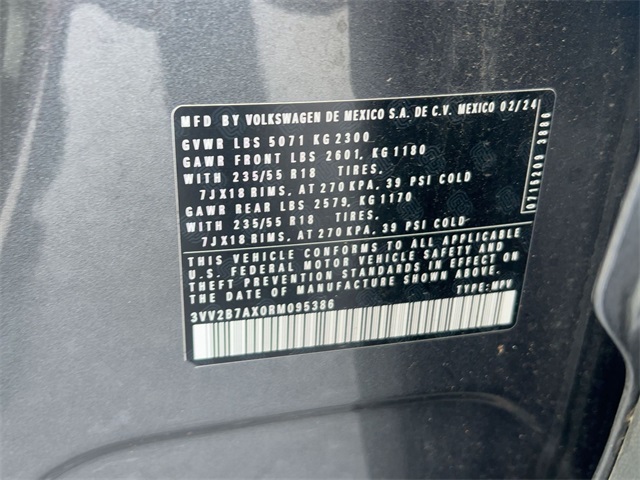 MFD BY VOLKSWAGEN DE MEXICO S.A. DE C.V. MEXICO 02/24
GVWR LBS 5071 KG 2300
GAWR FRONT LBS 2601, KG 1180
WITH 235/55 R18 TIRES,
7JX18 RIMS, AT 270 KPA, 39 PSI COLD
GAWR REAR LBS 2579, KG 1170
WITH 235/55 R18 TIRES,
7JX18 RIMS, AT 270 KPA, 39 PSI COLD
THIS VEHICLE CONFORMS TO ALL APPLICABLE
U.S. FEDERAL MOTOR VEHICLE SAFETY AND
THEFT PREVENTION STANDARDS IN EFFECT ON
THE DATE OF MANUFACTURE SHOWN ABOVE.
3VV2B7AX0RM095386
TYPE: MPV